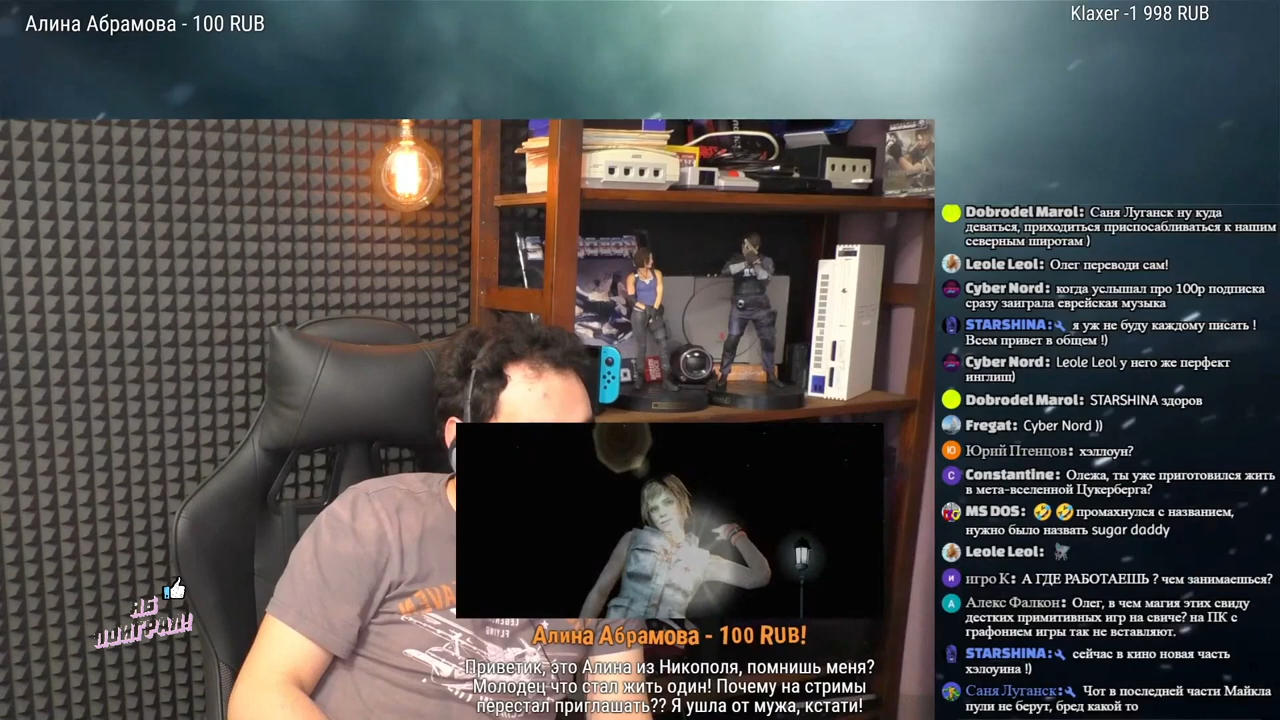 Алина Абрамова - 100 RUB
Klaxer -1 998 RUB
Dobrodel Marol: Саня Луганск ну куда
деваться, приходиться приспосабливаться к нашим
северным широтам )
Leole Leol: Олег переводи сам!
Cyber Nord: когда услышал про 100р подписка
сразу заиграла еврейская музыка
STARSHINA: я уж не буду каждому писать !
Всем привет в общем !)
Cyber Nord: Leole Leol у него же перфект
инглиш)
Dobrodel Marol: STARSHINA здоров
Fregat: Cyber Nord ))
Ю Юрий Птенцов: хэллоун?
C Constantine: Олежа, ты уже приготовился жить
в мета-вселенной Цукерберга?
MS DOS: 🤣 🤣 промахнулся с названием,
нужно было назвать sugar daddy
Leole Leol:
и игро К: А ГДЕ РАБОТАЕШЬ ? чем занимаешься?
А Алекс Фалкон: Олег, в чем магия этих свиду
дестких примитивных игр на свиче? на ПК с
графонием игры так не вставляют.
STARSHINA: сейчас в кино новая часть
хэлоуина !)
Саня Луганск: Чот в последней части Майкла
пули не берут, бред какой то
АБ
ПОИГРАЛ!
Алина Абрамова - 100 RUB!
Приветик, это Алина из Никополя, помнишь меня?
Молодец что стал жить один! Почему на стримы
перестал приглашать?? Я ушла от мужа, кстати!